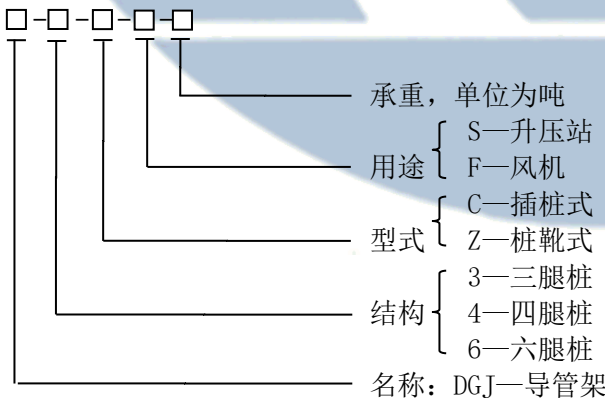 □-□-□-□-□
承重，单位为吨
S—升压站
用途
F—风机
C—插桩式
型式
Z—桩靴式
3—三腿桩
结构
4—四腿桩
6—六腿桩
名称：DGJ—导管架